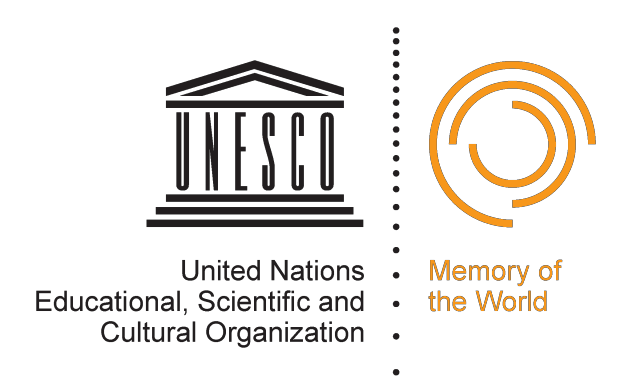 UNESCO
United Nations
Educational, Scientific and
Cultural Organization
Memory of
the World